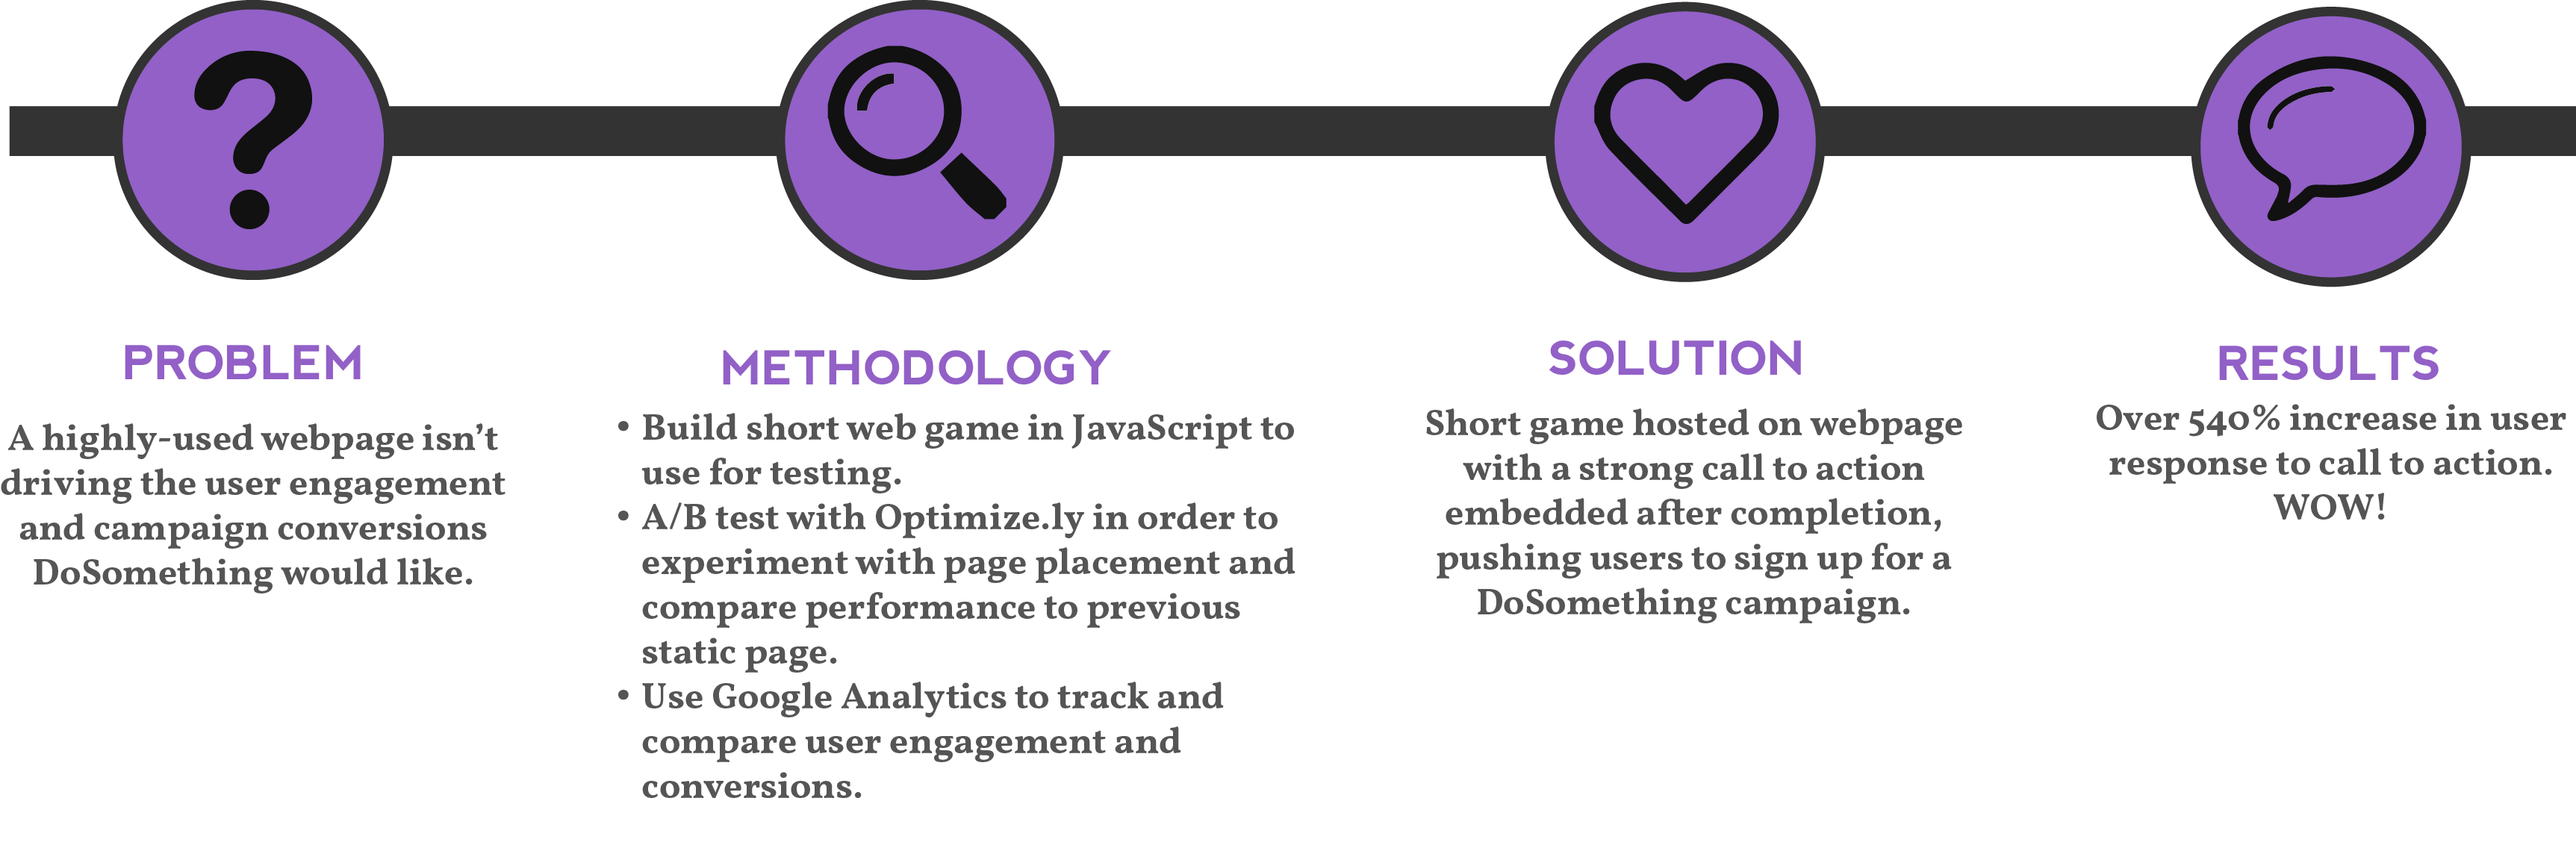 PROBLEM
A highly-used webpage isn’t
driving the user engagement
and campaign conversions
DoSomething would like.
METHODOLOGY
• Build short web game in JavaScript to
use for testing.
• A/B test with Optimize.ly in order to
experiment with page placement and
compare performance to previous
static page.
• Use Google Analytics to track and
compare user engagement and
conversions.
SOLUTION
Short game hosted on webpage
with a strong call to action
embedded after completion,
pushing users to sign up for a
DoSomething campaign.
RESULTS
Over 540% increase in user
response to call to action.
WOW!